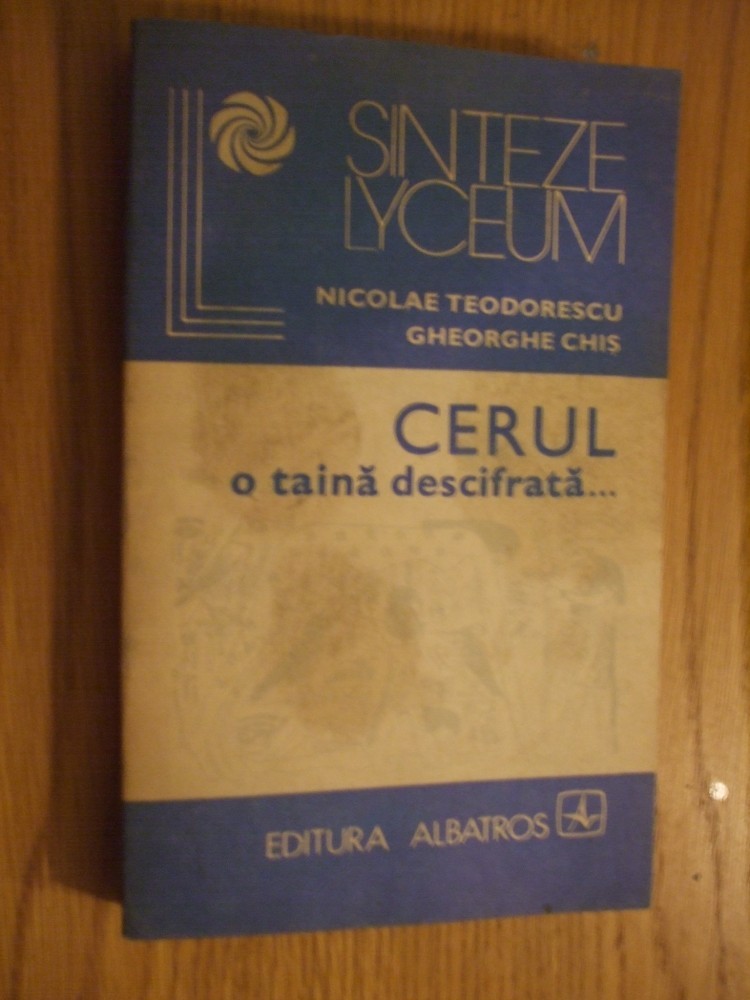 SINTEZE
LYCEUM
NICOLAE TEODORESCU
GHEORGHE CHIȘ
CERUL
o taină descifrată...
EDITURA ALBATROS